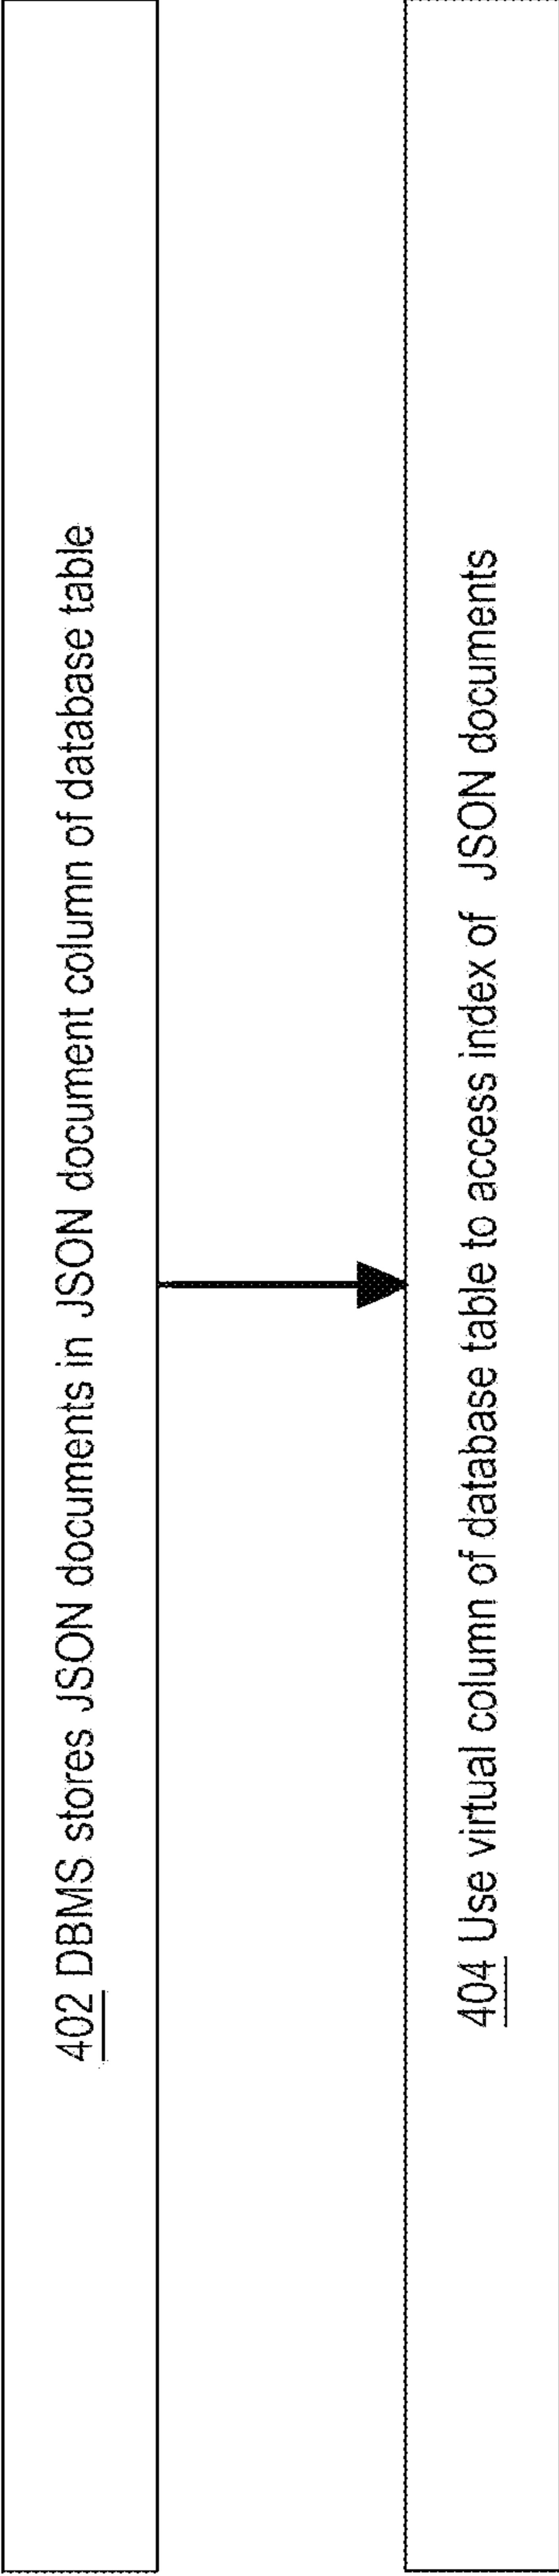 402 DBMS stores JSON documents in JSON document column of database table
404 Use virtual column of database table to access index of JSON documents